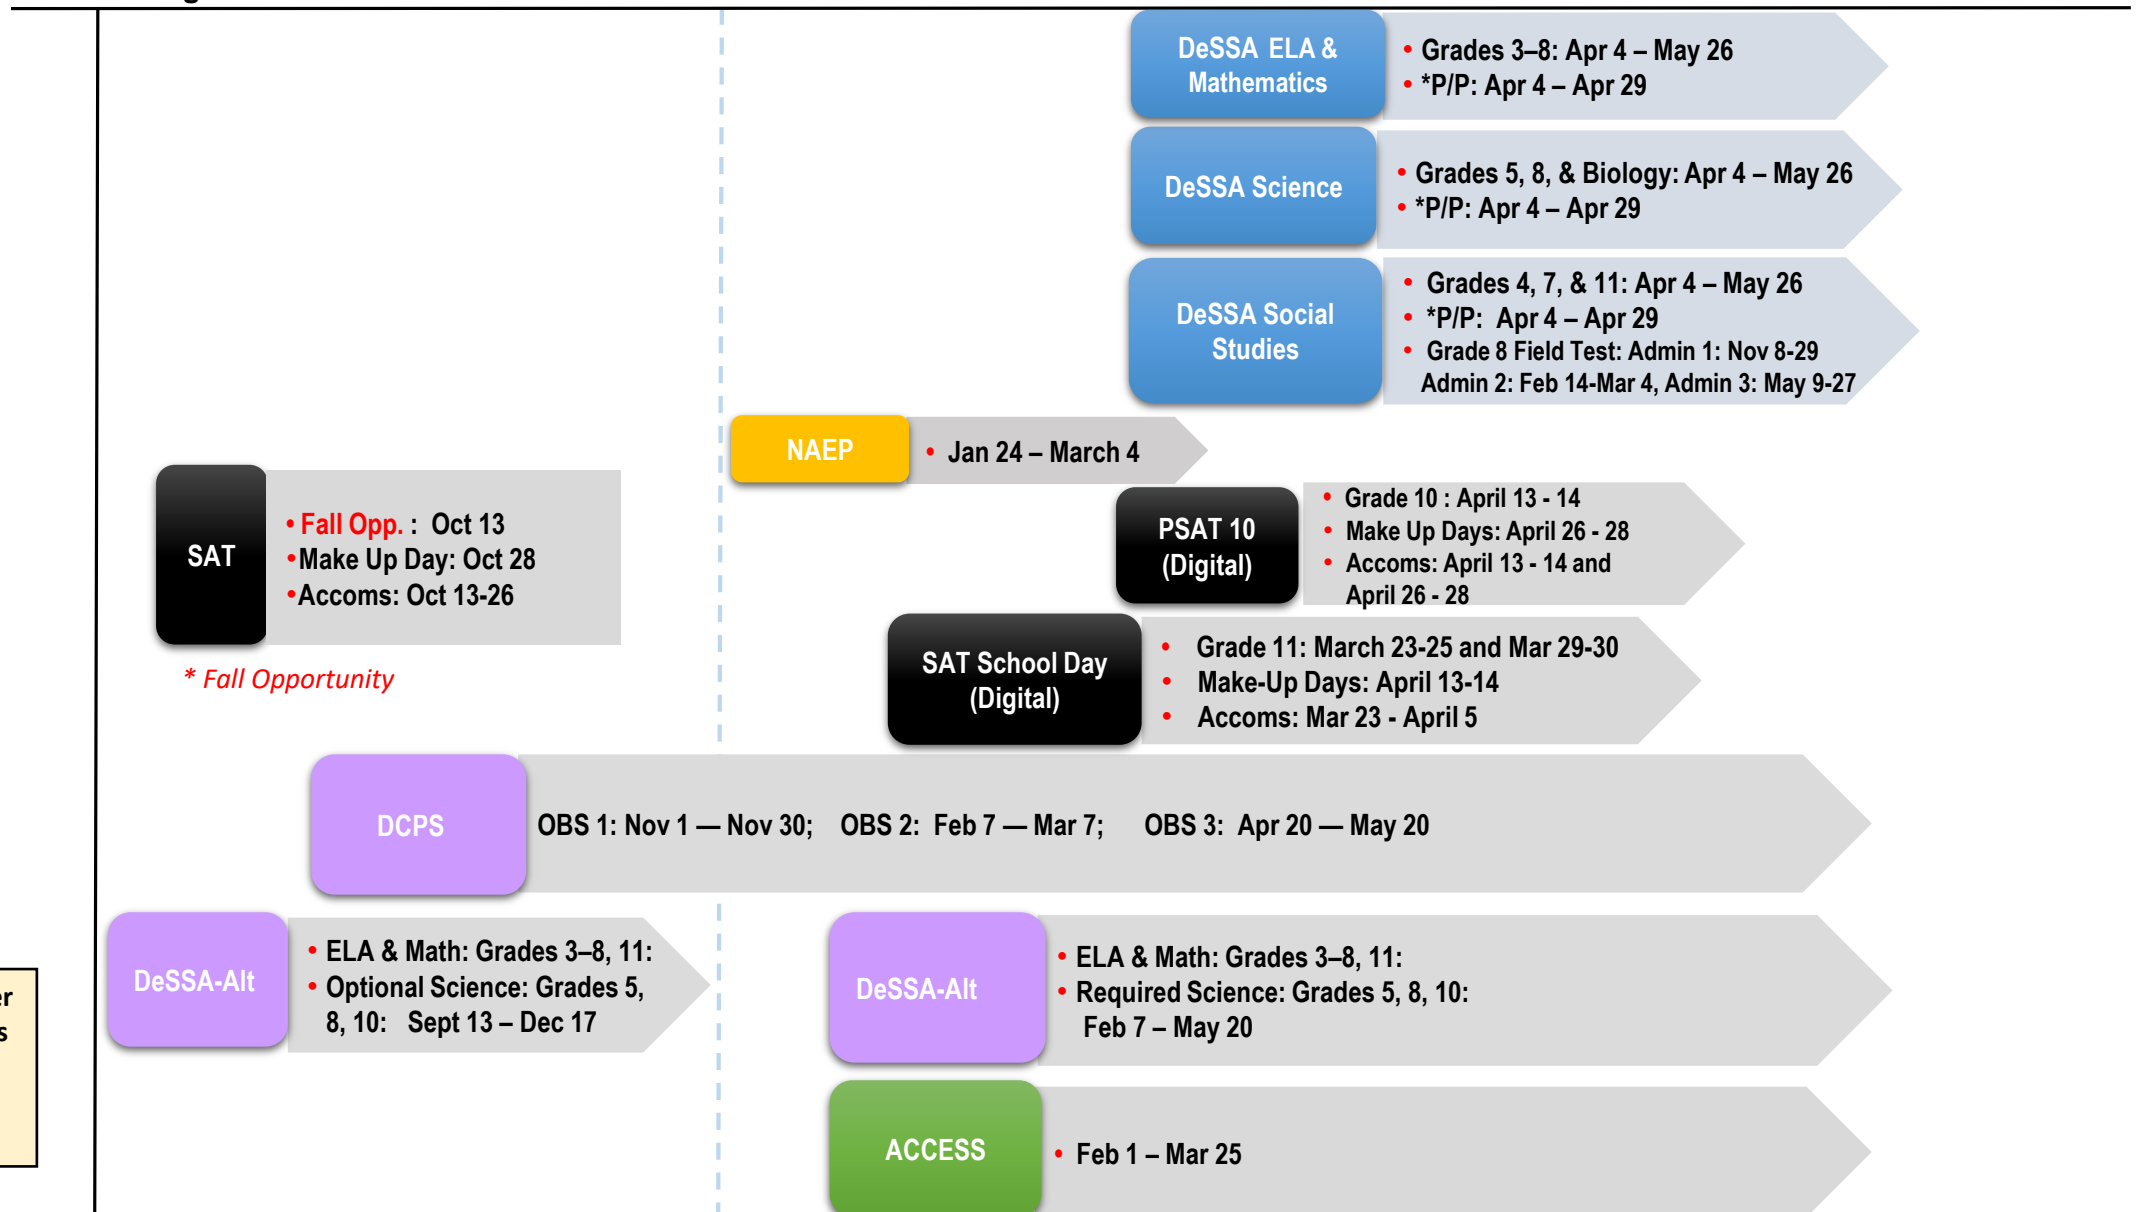 DeSSA ELA &
Mathematics
• Grades 3–8: Apr 4 – May 26
• *P/P: Apr 4 – Apr 29
DeSSA Science
• Grades 5, 8, & Biology: Apr 4 – May 26
• *P/P: Apr 4 – Apr 29
DeSSA Social
Studies
• Grades 4, 7, & 11: Apr 4 – May 26
• *P/P: Apr 4 – Apr 29
• Grade 8 Field Test: Admin 1: Nov 8-29
Admin 2: Feb 14-Mar 4, Admin 3: May 9-27
NAEP
• Jan 24 – March 4
SAT
• Fall Opp. : Oct 13
• Make Up Day: Oct 28
• Accoms: Oct 13-26
* Fall Opportunity
PSAT 10
(Digital)
• Grade 10 : April 13 - 14
• Make Up Days: April 26 - 28
• Accoms: April 13 - 14 and
April 26 - 28
SAT School Day
(Digital)
• Grade 11: March 23-25 and Mar 29-30
• Make-Up Days: April 13-14
• Accoms: Mar 23 - April 5
DCPS
OBS 1: Nov 1 — Nov 30; OBS 2: Feb 7 — Mar 7; OBS 3: Apr 20 — May 20
DeSSA-Alt
• ELA & Math: Grades 3–8, 11:
• Optional Science: Grades 5,
8, 10: Sept 13 – Dec 17
DeSSA-Alt
• ELA & Math: Grades 3–8, 11:
• Required Science: Grades 5, 8, 10:
Feb 7 – May 20
ACCESS
• Feb 1 – Mar 25